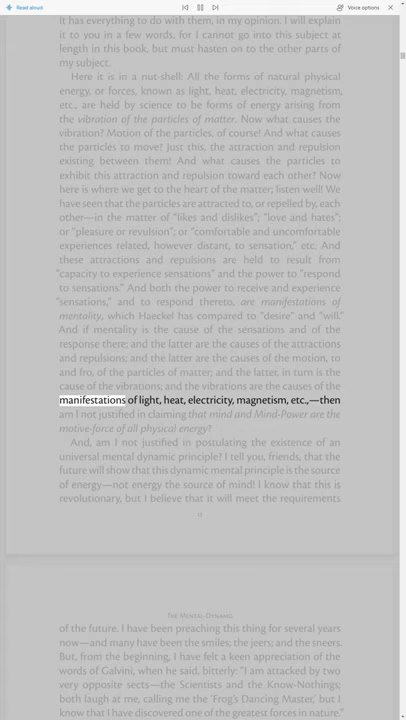 Read aloud
Voice options
It has everything to do with them, in my opinion. I will explain
it to you in a few words, for I cannot go into this subject at
length in this book, but must hasten on to the other parts of
my subject.
Here it is in a nut-shell: All the forms of natural physical
energy, or forces, known as light, heat, electricity, magnetism,
etc., are held by science to be forms of energy arising from
the vibration of the particles of matter. Now what causes the
vibration? Motion of the particles, of course! And what causes
the particles to move? Just this, the attraction and repulsion
existing between them! And what causes the particles to
exhibit this attraction and repulsion toward each other? Now
here is where we get to the heart of the matter; listen well! We
have seen that the particles are attracted to, or repelled by, each
other—in the matter of "likes and dislikes"; "love and hates";
or "pleasure or revulsion"; or "comfortable and uncomfortable
experiences related, however distant, to sensation," etc. And
these attractions and repulsions are held to result from
"capacity to experience sensations" and the power to "respond
to sensations." And both the power to receive and experience
"sensations," and to respond thereto, are manifestations of
mentality, which Haeckel has compared to "desire" and "will."
And if mentality is the cause of the sensations and of the
response there; and the latter are the causes of the attractions
and repulsions; and the latter are the causes of the motion, to
and fro, of the particles of matter; and the latter, in turn is the
cause of the vibrations; and the vibrations are the causes of the
manifestations of light, heat, electricity, magnetism, etc.,—then
am I not justified in claiming that mind and Mind-Power are the
motive-force of all physical energy?
And, am I not justified in postulating the existence of an
universal mental dynamic principle? I tell you, friends, that the
future will show that this dynamic mental principle is the source
of energy—not energy the source of mind! I know that this is
revolutionary, but I believe that it will meet the requirements
The Mental Dynamo
of the future. I have been preaching this thing for several years
now—and many have been the smiles; the jeers; and the sneers.
But, from the beginning, I have felt a keen appreciation of the
words of Galvini, when he said, bitterly: "I am attacked by two
very opposite sects—the Scientists and the Know-Nothings;
both laugh at me, calling me the 'Frog's Dancing Master,' but I
know that I have discovered one of the greatest forces in nature."